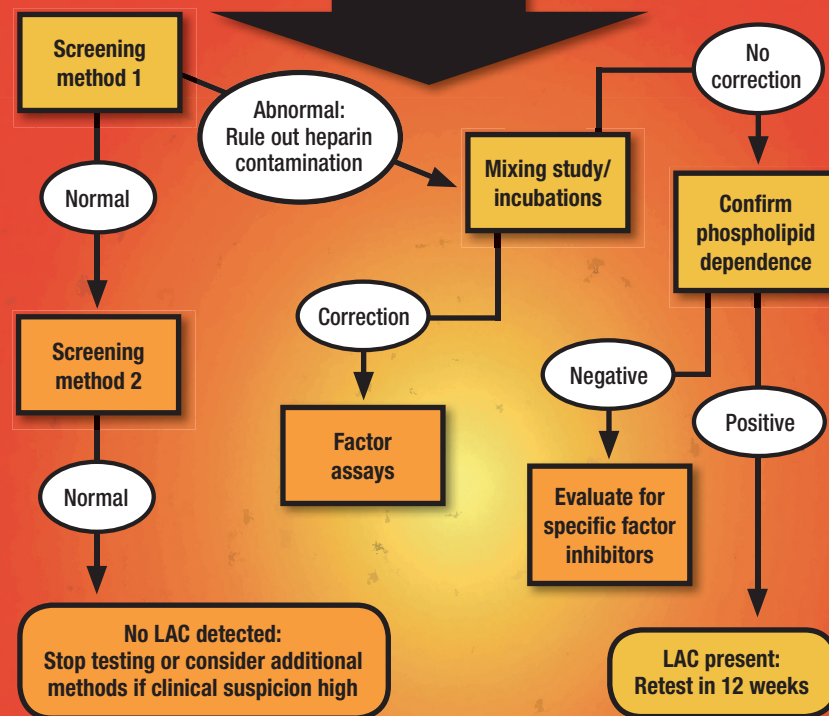 Screening
method 1
Abnormal:
Rule out heparin
contamination
Normal
Mixing study/
incubations
No
correction
Confirm
phospholipid
dependence
Screening
method 2
Correction
Factor
assays
Negative
Positive
Evaluate for
specific factor
inhibitors
Normal
No LAC detected:
Stop testing or consider additional
methods if clinical suspicion high
LAC present:
Retest in 12 weeks